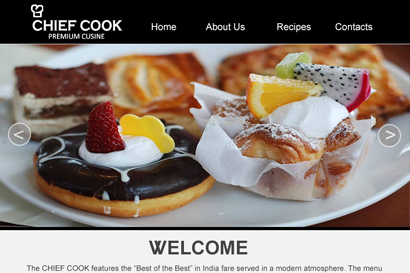 CHIEF COOK
PREMIUM CUSINE
Home About Us Recipes Contacts
< >
WELCOME
The CHIEF COOK features the “Best of the Best” in India fare served in a modern atmosphere. The menu